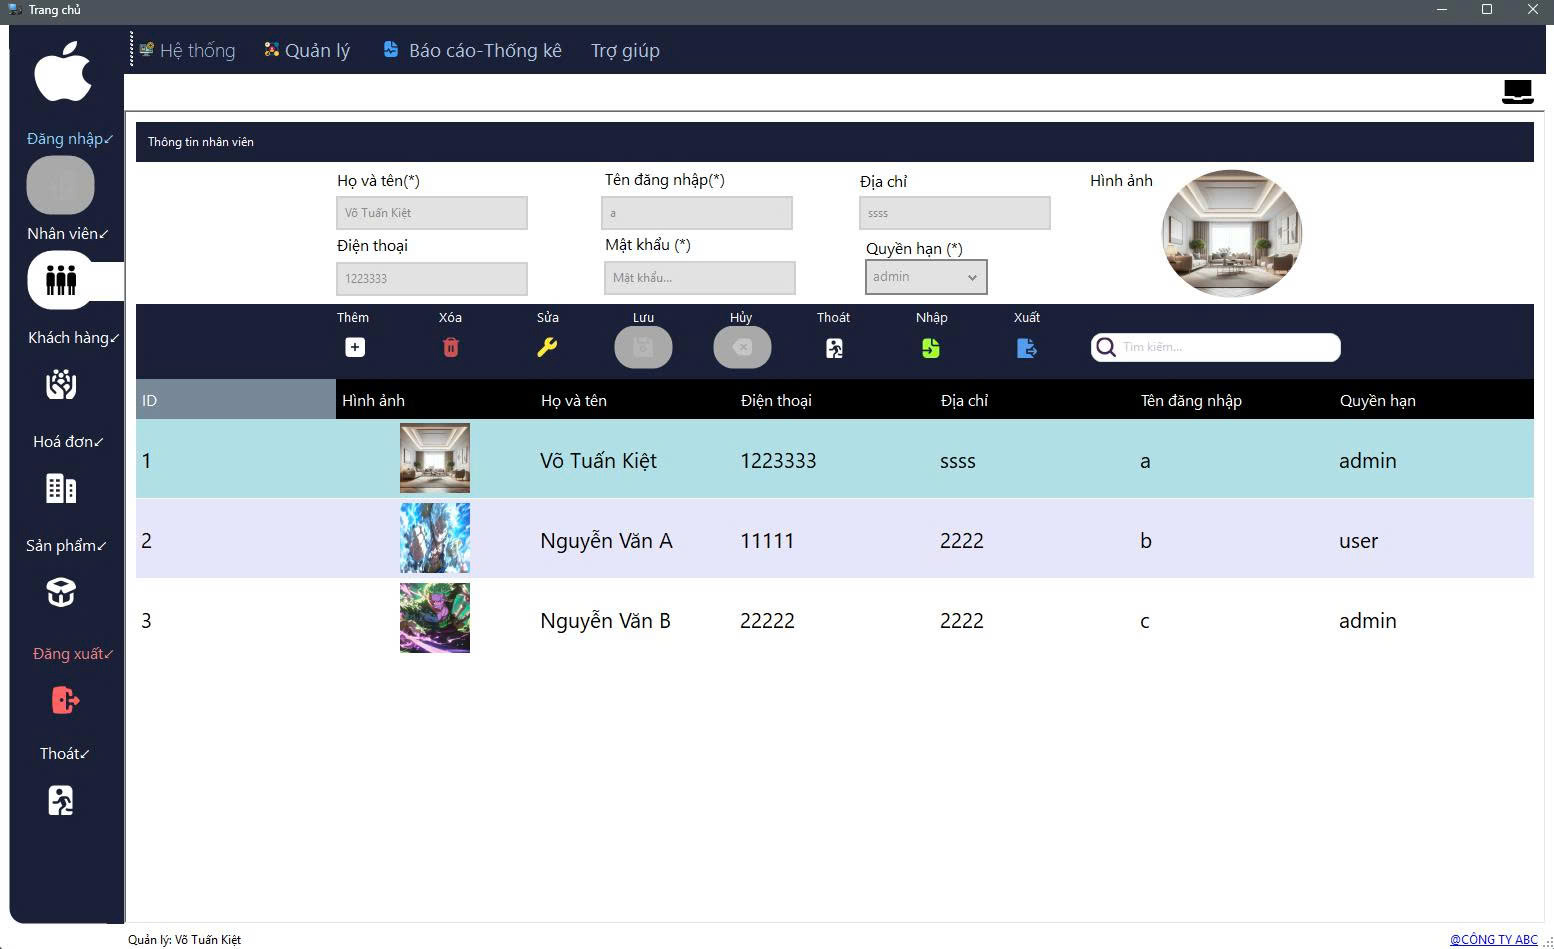 Trang chủ
Hệ thống Quản lý Báo cáo-Thống kê Trợ giúp
Đăng nhập↙
Nhân viên↙
Khách hàng↙
Hoá đơn↙
Sản phẩm↙
Đăng xuất↙
Thoát↙
Thông tin nhân viên
Họ và tên(*) Tên đăng nhập(*) Địa chỉ Hình ảnh
Võ Tuấn Kiệt a ssss
Điện thoại Mật khẩu (*) Quyền hạn (*)
1223333 Mật khẩu... admin
Thêm Xóa Sửa Lưu Hủy Thoát Nhập Xuất
Tìm kiếm...
ID Hình ảnh Họ và tên Điện thoại Địa chỉ Tên đăng nhập Quyền hạn
1 Võ Tuấn Kiệt 1223333 ssss a admin
2 Nguyễn Văn A 11111 2222 b user
3 Nguyễn Văn B 22222 2222 c admin
Quản lý: Võ Tuấn Kiệt @CÔNG TY ABC